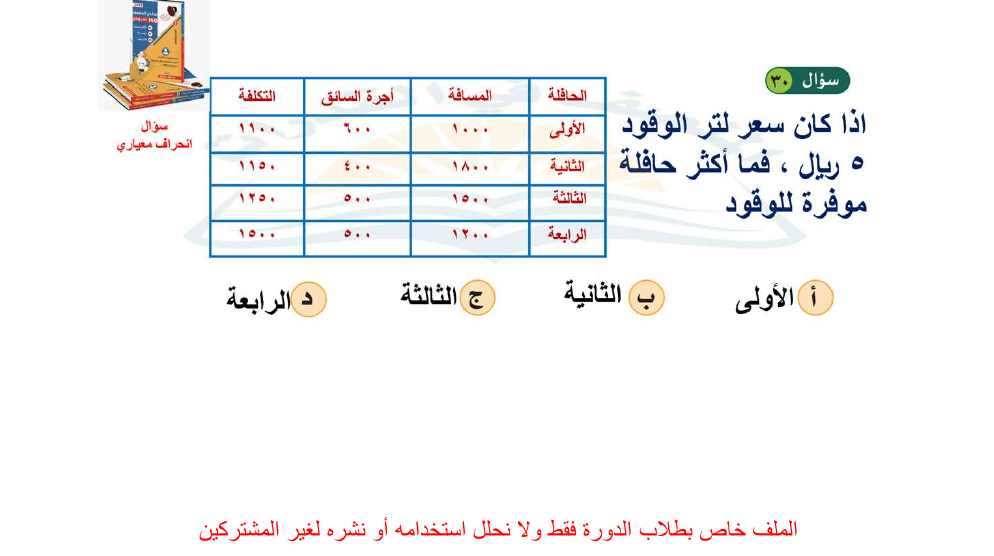 سؤال ٣٠
اذا كان سعر لتر الوقود
٥ ريال ، فما أكثر حافلة
موفرة للوقود
الحافلة المسافة أجرة السائق التكلفة
الأولى ١٠٠٠ ٦٠٠ ١١٠٠
الثانية ١٨٠٠ ٤٠٠ ١١٥٠
الثالثة ١٥٠٠ ٥٠٠ ١٢٥٠
الرابعة ١٢٠٠ ٥٠٠ ١٥٠٠
سؤال
انحراف معياري
أ الأولى ب الثانية ج الثالثة د الرابعة
الملف خاص بطلاب الدورة فقط ولا نحلل استخدامه أو نشره لغير المشتركين